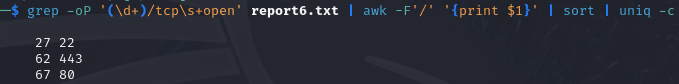 ─$ grep -oP '(\d+)/tcp\s+open' report6.txt | awk -F'/' '{print $1}' | sort | uniq -c
27 22
62 443
67 80